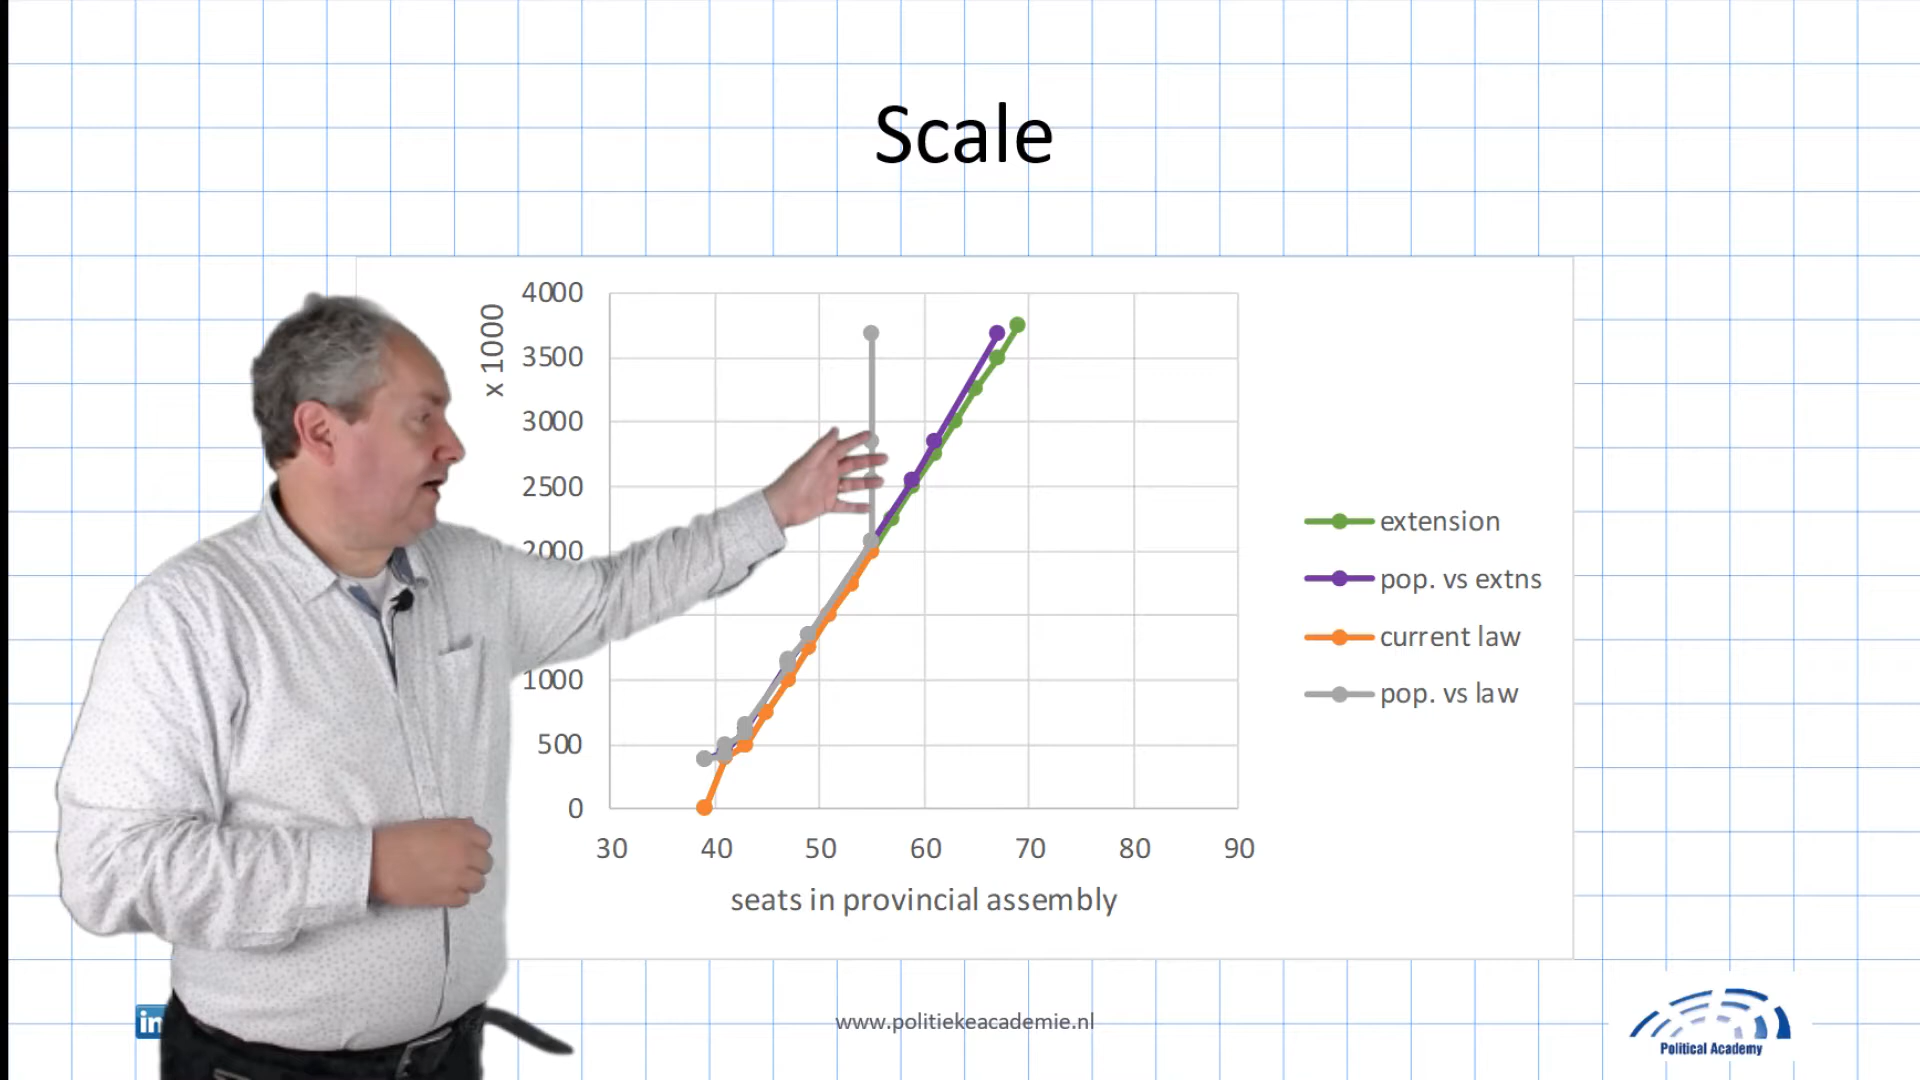 Scale
x 1000
4000
3500
3000
2500
2000
1000
500
0
30 40 50 60 70 80 90
seats in provincial assembly
extension
pop. vs extns
current law
pop. vs law
in
www.politiekeacademie.nl
Political Academy